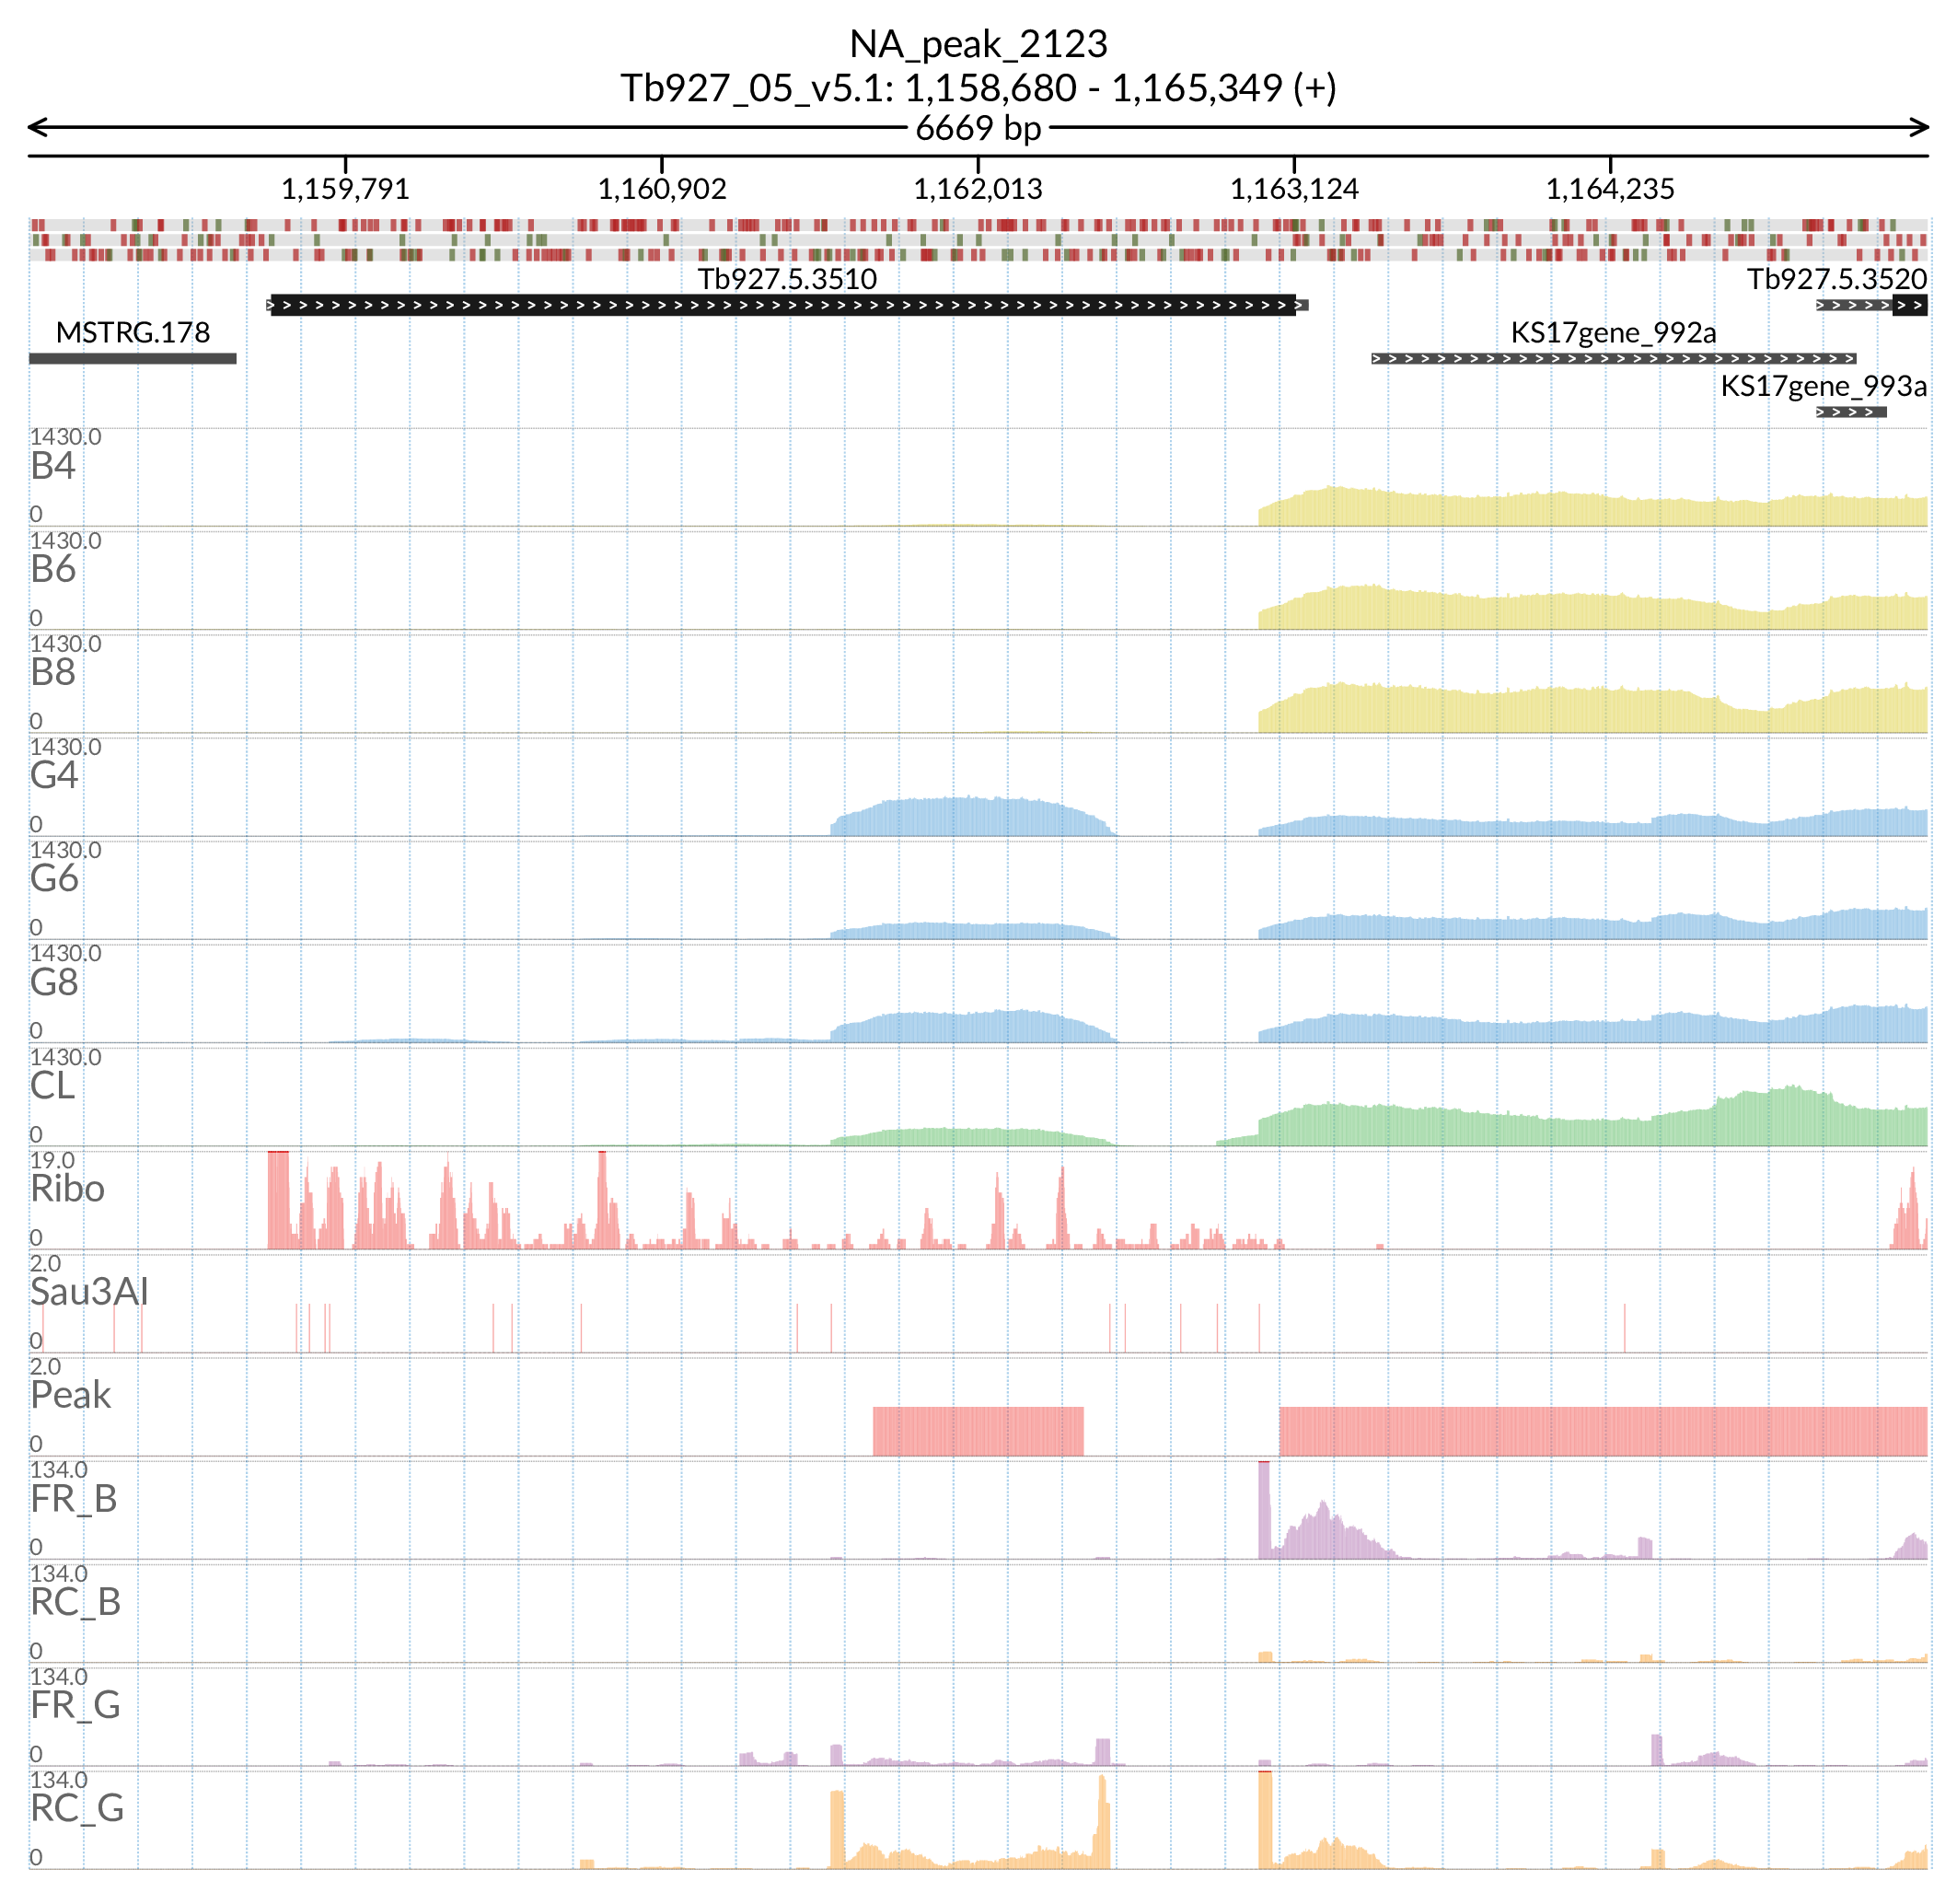 NA_peak_2123
Tb927_05_v5.1: 1,158,680 - 1,165,349 (+)
6669 bp
1,159,791 1,160,902 1,162,013 1,163,124 1,164,235
Tb927.5.3510 Tb927.5.3520
MSTRG.178 KS17gene_992a
KS17gene_993a
1430.0
B4
0
1430.0
B6
0
1430.0
B8
0
1430.0
G4
0
1430.0
G6
0
1430.0
G8
0
1430.0
CL
0
19.0
Ribo
0
2.0
Sau3AI
0
2.0
Peak
0
134.0
FR_B
0
134.0
RC_B
0
134.0
FR_G
0
134.0
RC_G
0